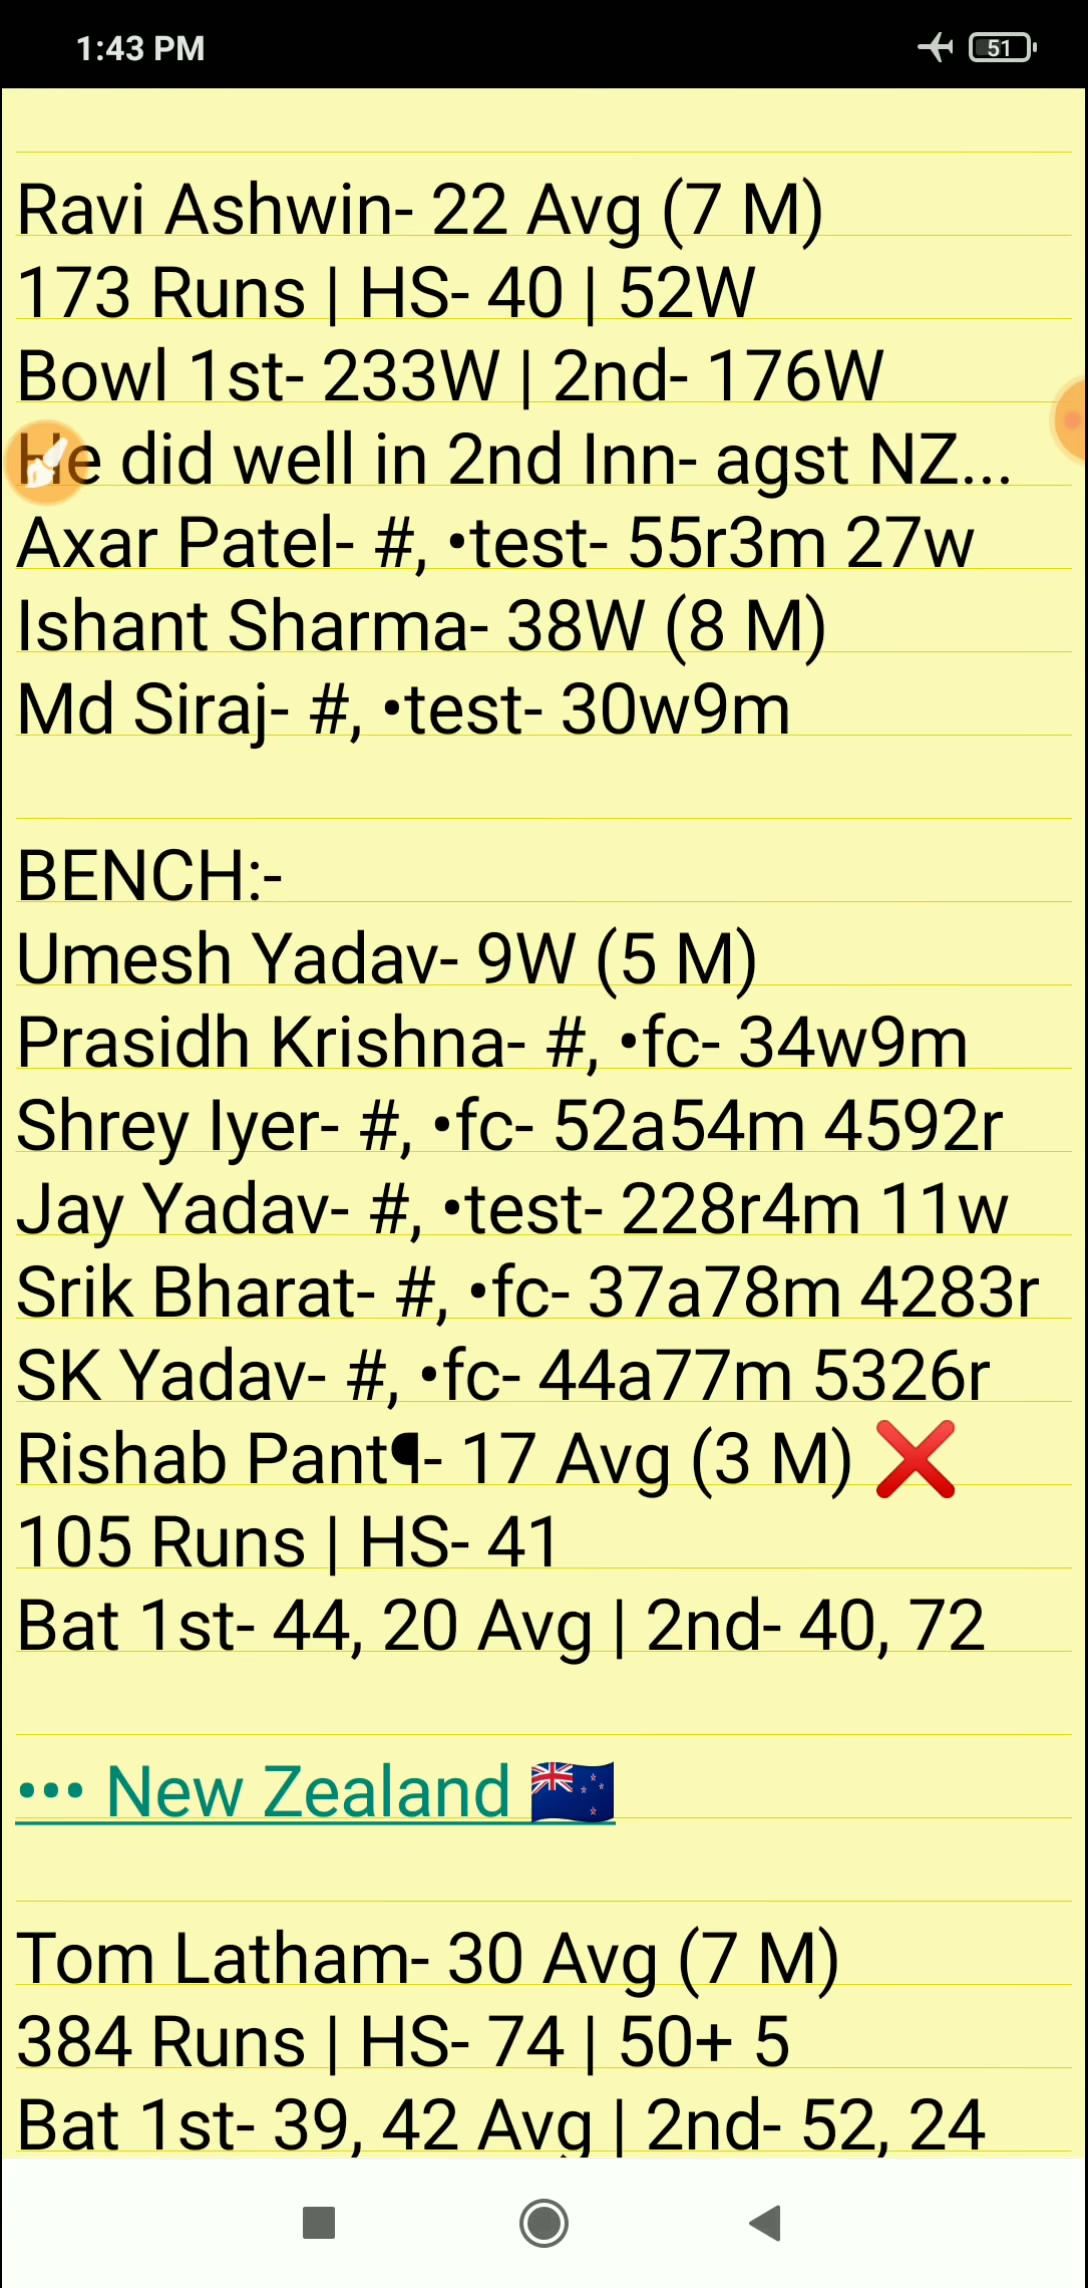 1:43 PM
51
Ravi Ashwin- 22 Avg (7 M)
173 Runs | HS- 40 | 52W
Bowl 1st- 233W | 2nd- 176W
He did well in 2nd Inn- agst NZ...
Axar Patel- #, •test- 55r3m 27w
Ishant Sharma- 38W (8 M)
Md Siraj- #, •test- 30w9m
BENCH:-
Umesh Yadav- 9W (5 M)
Prasidh Krishna- #, •fc- 34w9m
Shrey Iyer- #, •fc- 52a54m 4592r
Jay Yadav- #, •test- 228r4m 11w
Srik Bharat- #, •fc- 37a78m 4283r
SK Yadav- #, •fc- 44a77m 5326r
Rishab Pant¶- 17 Avg (3 M) ❌
105 Runs | HS- 41
Bat 1st- 44, 20 Avg | 2nd- 40, 72
••• New Zealand 🇳🇿
Tom Latham- 30 Avg (7 M)
384 Runs | HS- 74 | 50+ 5
Bat 1st- 39, 42 Avg | 2nd- 52, 24